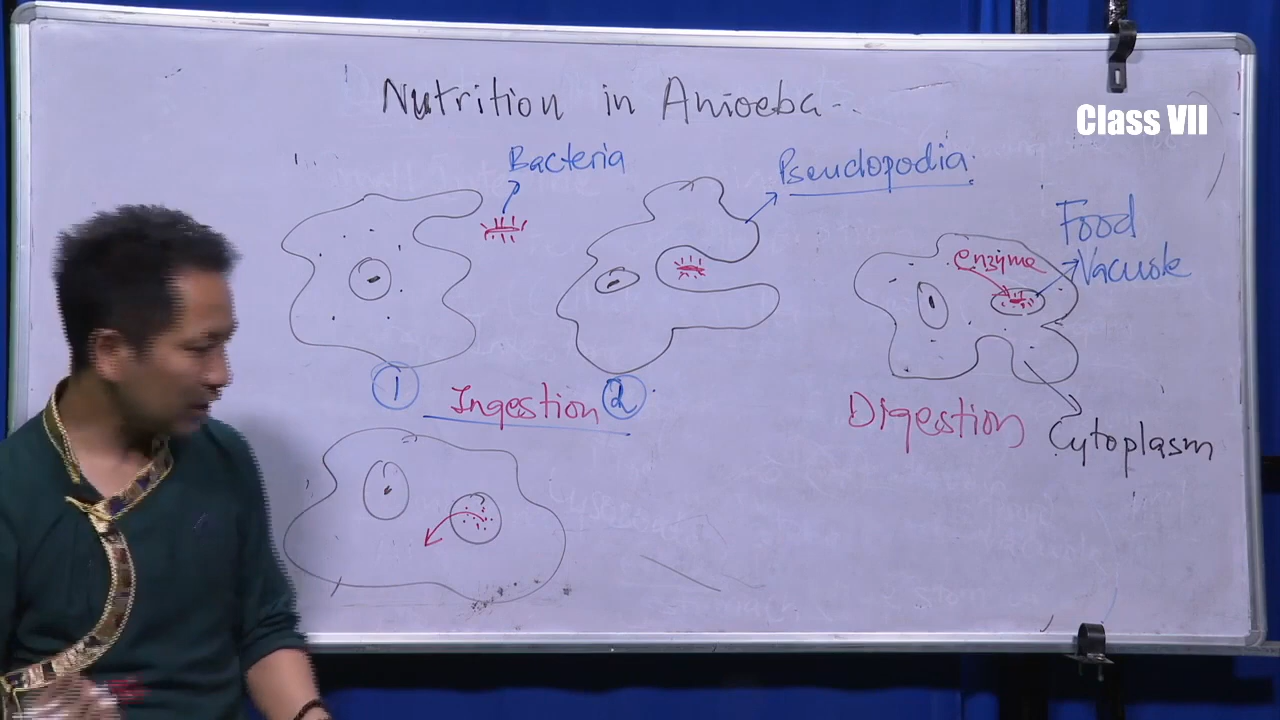 Nutrition in Amoeba..
Class VII
Bacteria
Pseudopodia.
Food
Vacuole
enzyme
1
Ingestion
2
Digestion
Cytoplasm